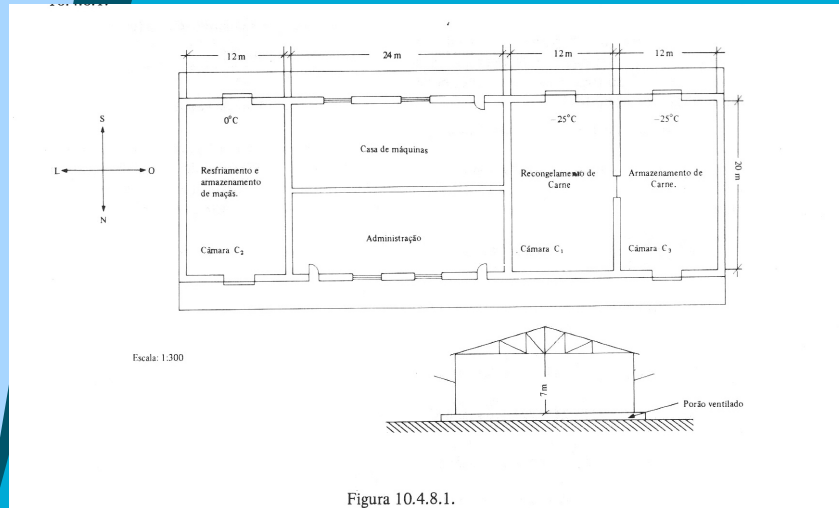 12 m
24 m
12 m
12 m
S
L
O
N
0°C
Resfriamento e
armazenamento
de maçãs.
Câmara C₂
Casa de máquinas
Administração
−25°C
Recongelamento de
Carne
Câmara C₁
−25°C
Armazenamento de
Carne.
Câmara C₃
20 m
Escala: 1:300
7m
Porão ventilado
Figura 10.4.8.1.